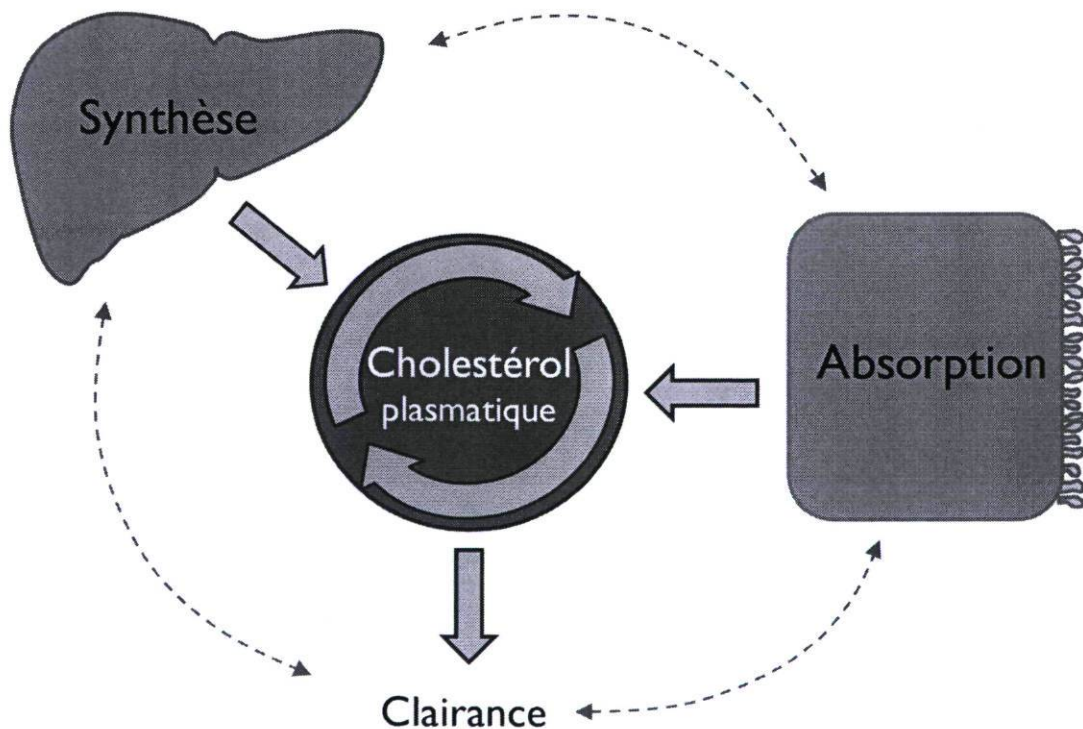 Synthèse
Cholestérol
plasmatique
Absorption
Clairance